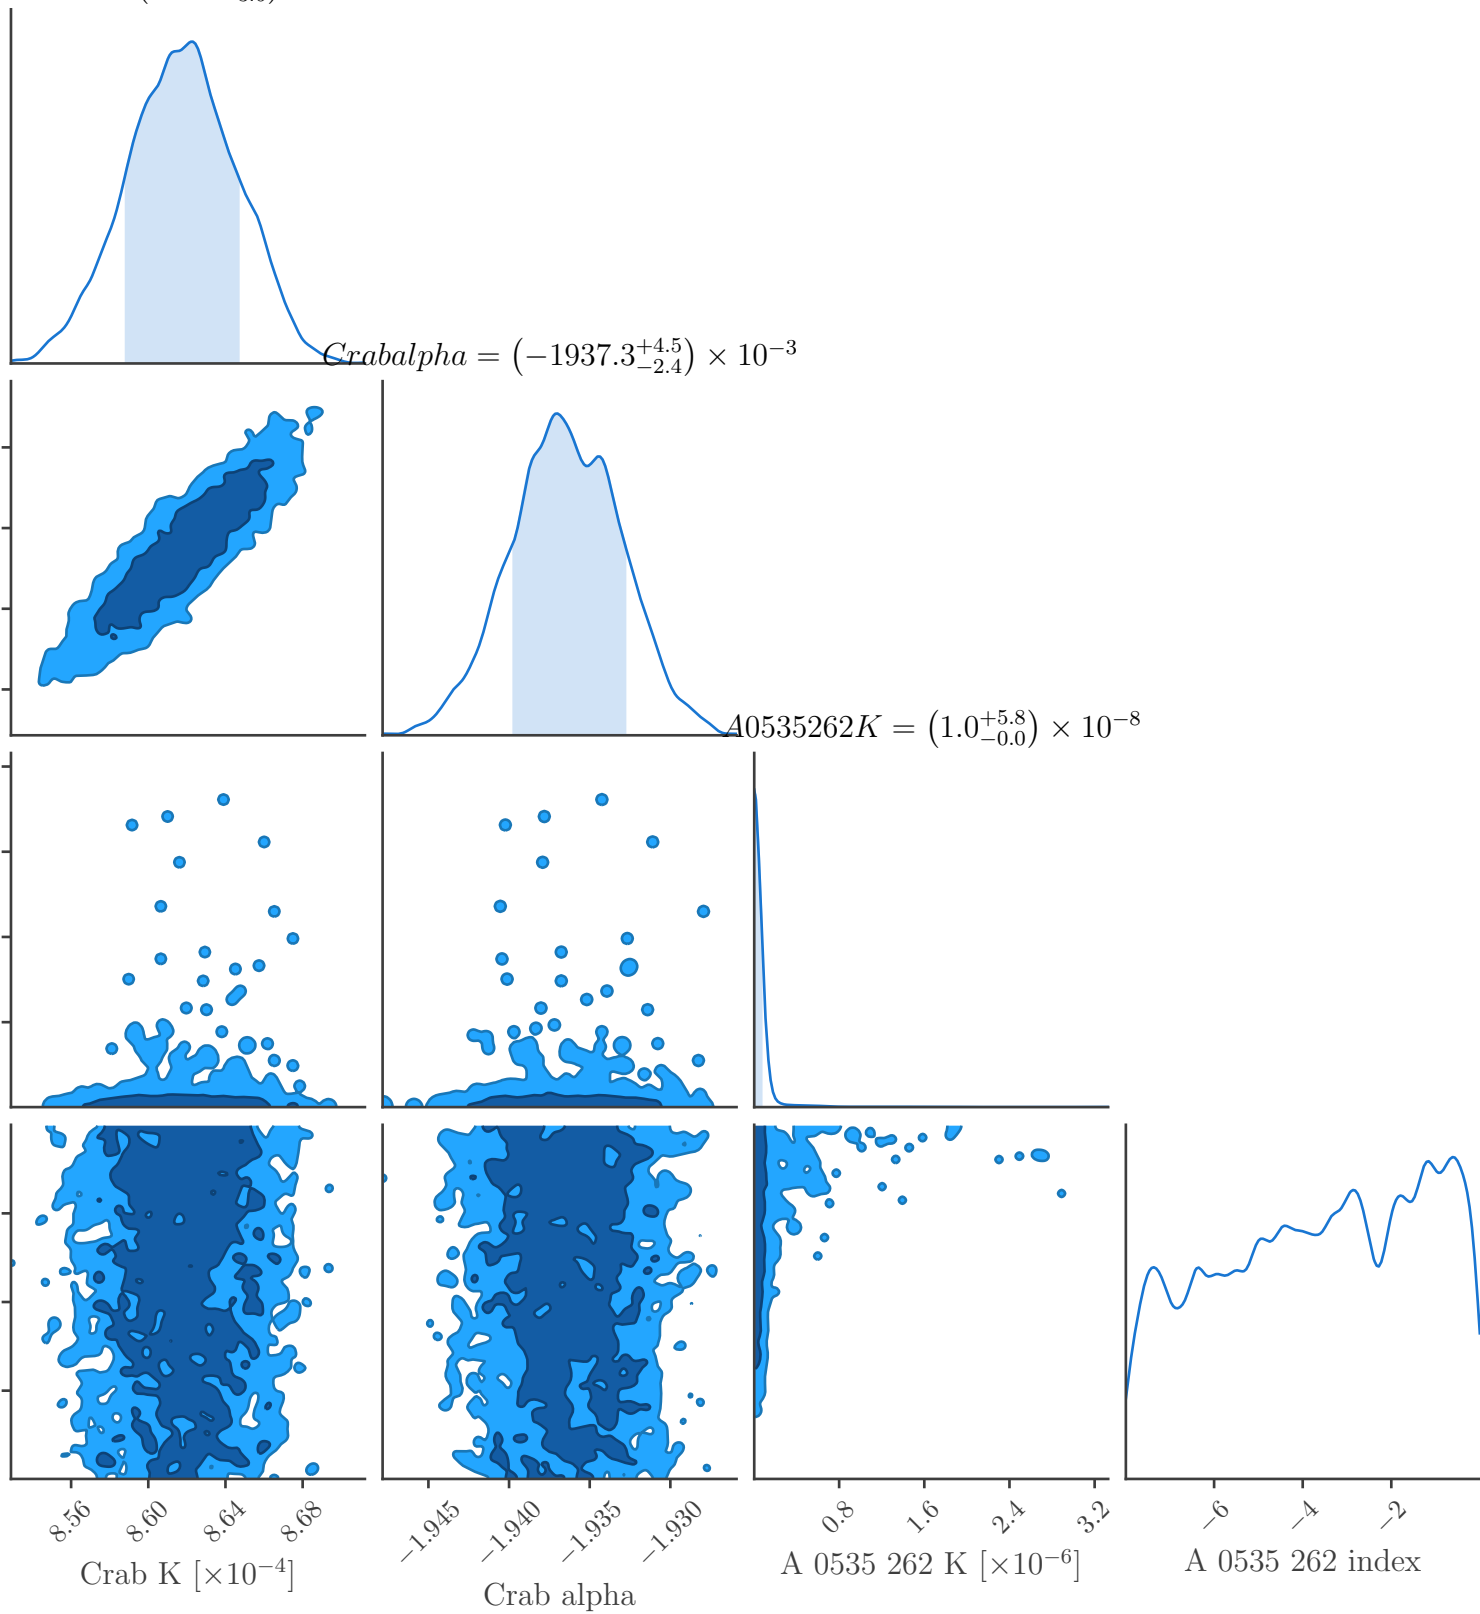 Crabalpha = (−1937.3 +4.5 −2.4) × 10−3
A0535262K = (1.0 +5.8 −0.0) × 10−8
8.56 8.60 8.64 8.68 −1.945 −1.940 −1.935 −1.930 0.8 1.6 2.4 3.2 −6 −4 −2
Crab K [×10−4] Crab alpha A 0535 262 K [×10−6] A 0535 262 index